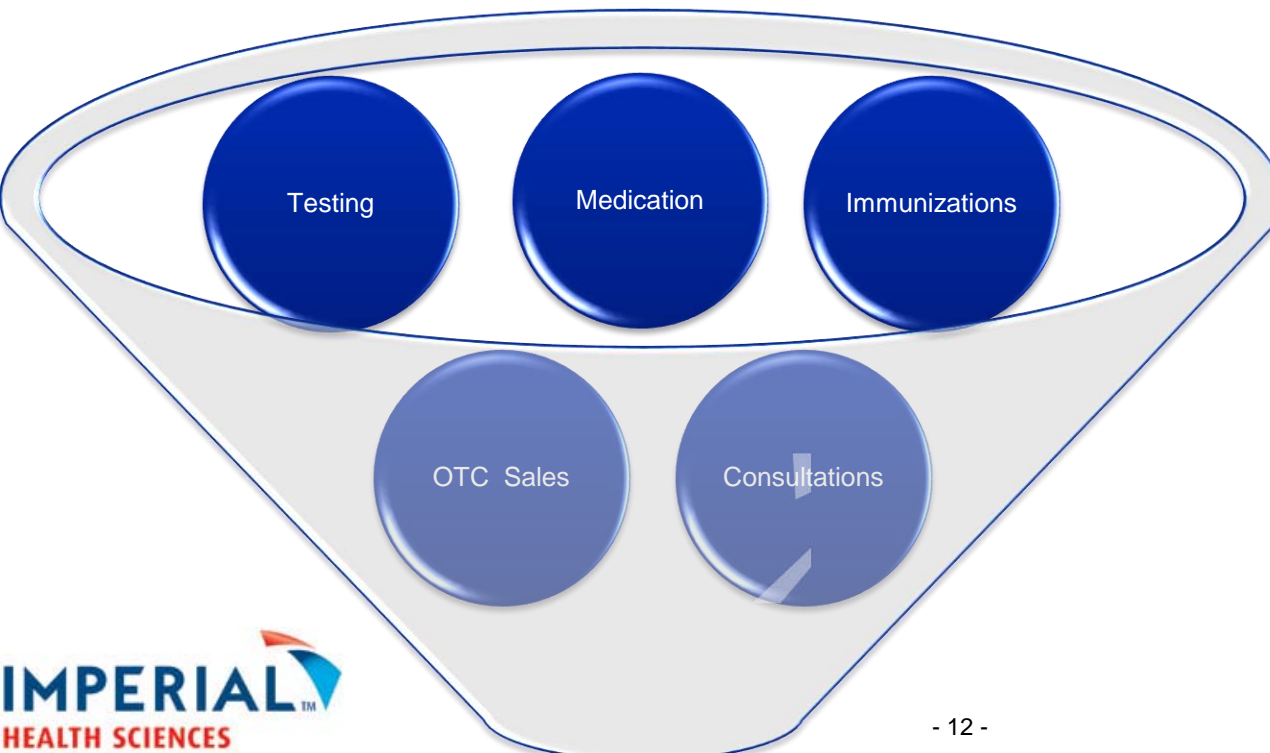 Testing
Medication
Immunizations
OTC Sales
Consultations
IMPERIAL TM
HEALTH SCIENCES
- 12 -